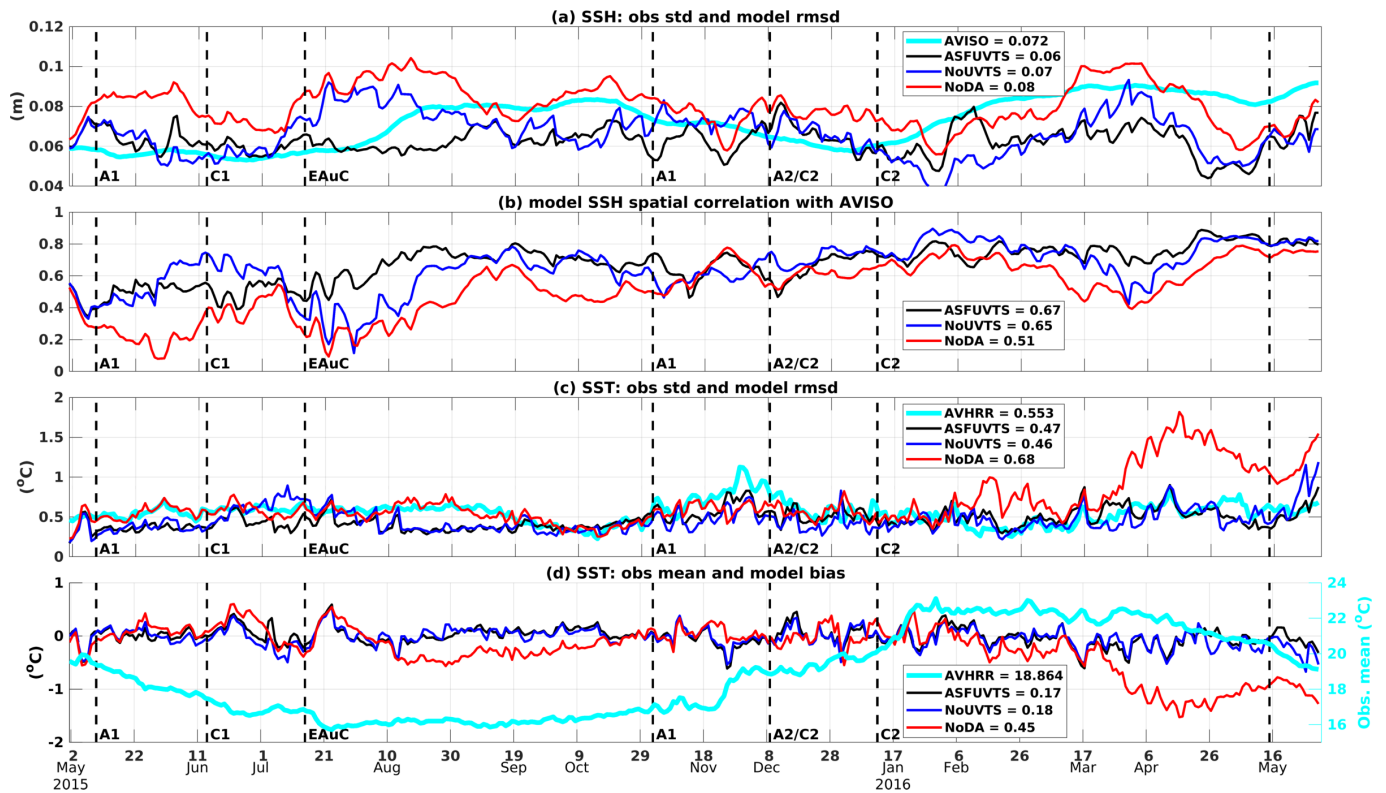 (a) SSH: obs std and model rmsd
0.12
0.1
0.08
0.06
0.04
(m)
AVISO = 0.072
ASFUVTS = 0.06
NoUVTS = 0.07
NoDA = 0.08
A1 C1 EAuC A1 A2/C2 C2
(b) model SSH spatial correlation with AVISO
1
0.8
0.6
0.4
0.2
0
ASFUVTS = 0.67
NoUVTS = 0.65
NoDA = 0.51
A1 C1 EAuC A1 A2/C2 C2
(c) SST: obs std and model rmsd
2
1.5
1
0.5
0
(°C)
AVHRR = 0.553
ASFUVTS = 0.47
NoUVTS = 0.46
NoDA = 0.68
A1 C1 EAuC A1 A2/C2 C2
(d) SST: obs mean and model bias
1
0
-1
-2
(°C)
24
22
20
18
16
Obs. mean (°C)
AVHRR = 18.864
ASFUVTS = 0.17
NoUVTS = 0.18
NoDA = 0.45
A1 C1 EAuC A1 A2/C2 C2
2 22 11 1 21 10 30 19 9 29 18 8 28 17 6 26 17 6 26 16
May Jun Jul Aug Sep Oct Nov Dec Jan Feb Mar Apr May
2015 2016